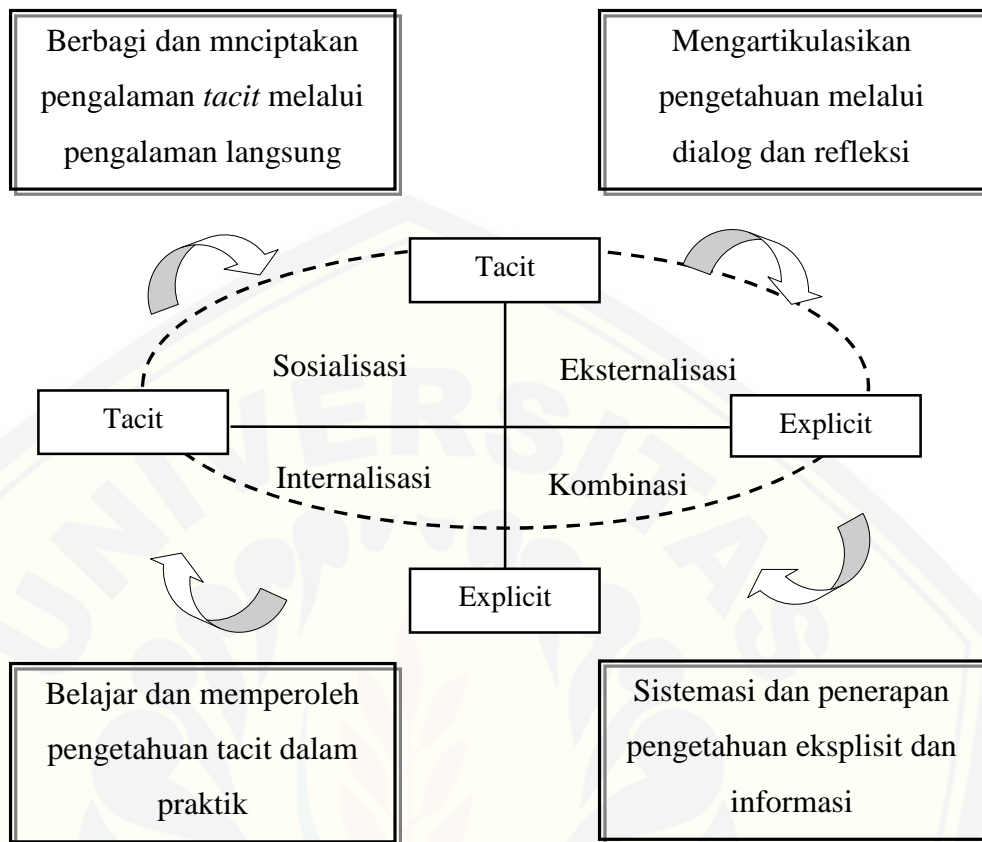 Berbagi dan mnciptakan
pengalaman tacit melalui
pengalaman langsung
Mengartikulasikan
pengetahuan melalui
dialog dan refleksi
Tacit
Sosialisasi
Eksternalisasi
Tacit
Explicit
Internalisasi
Kombinasi
Explicit
Belajar dan memperoleh
pengetahuan tacit dalam
praktik
Sistemasi dan penerapan
pengetahuan eksplisit dan
informasi
UNIVERSITAS